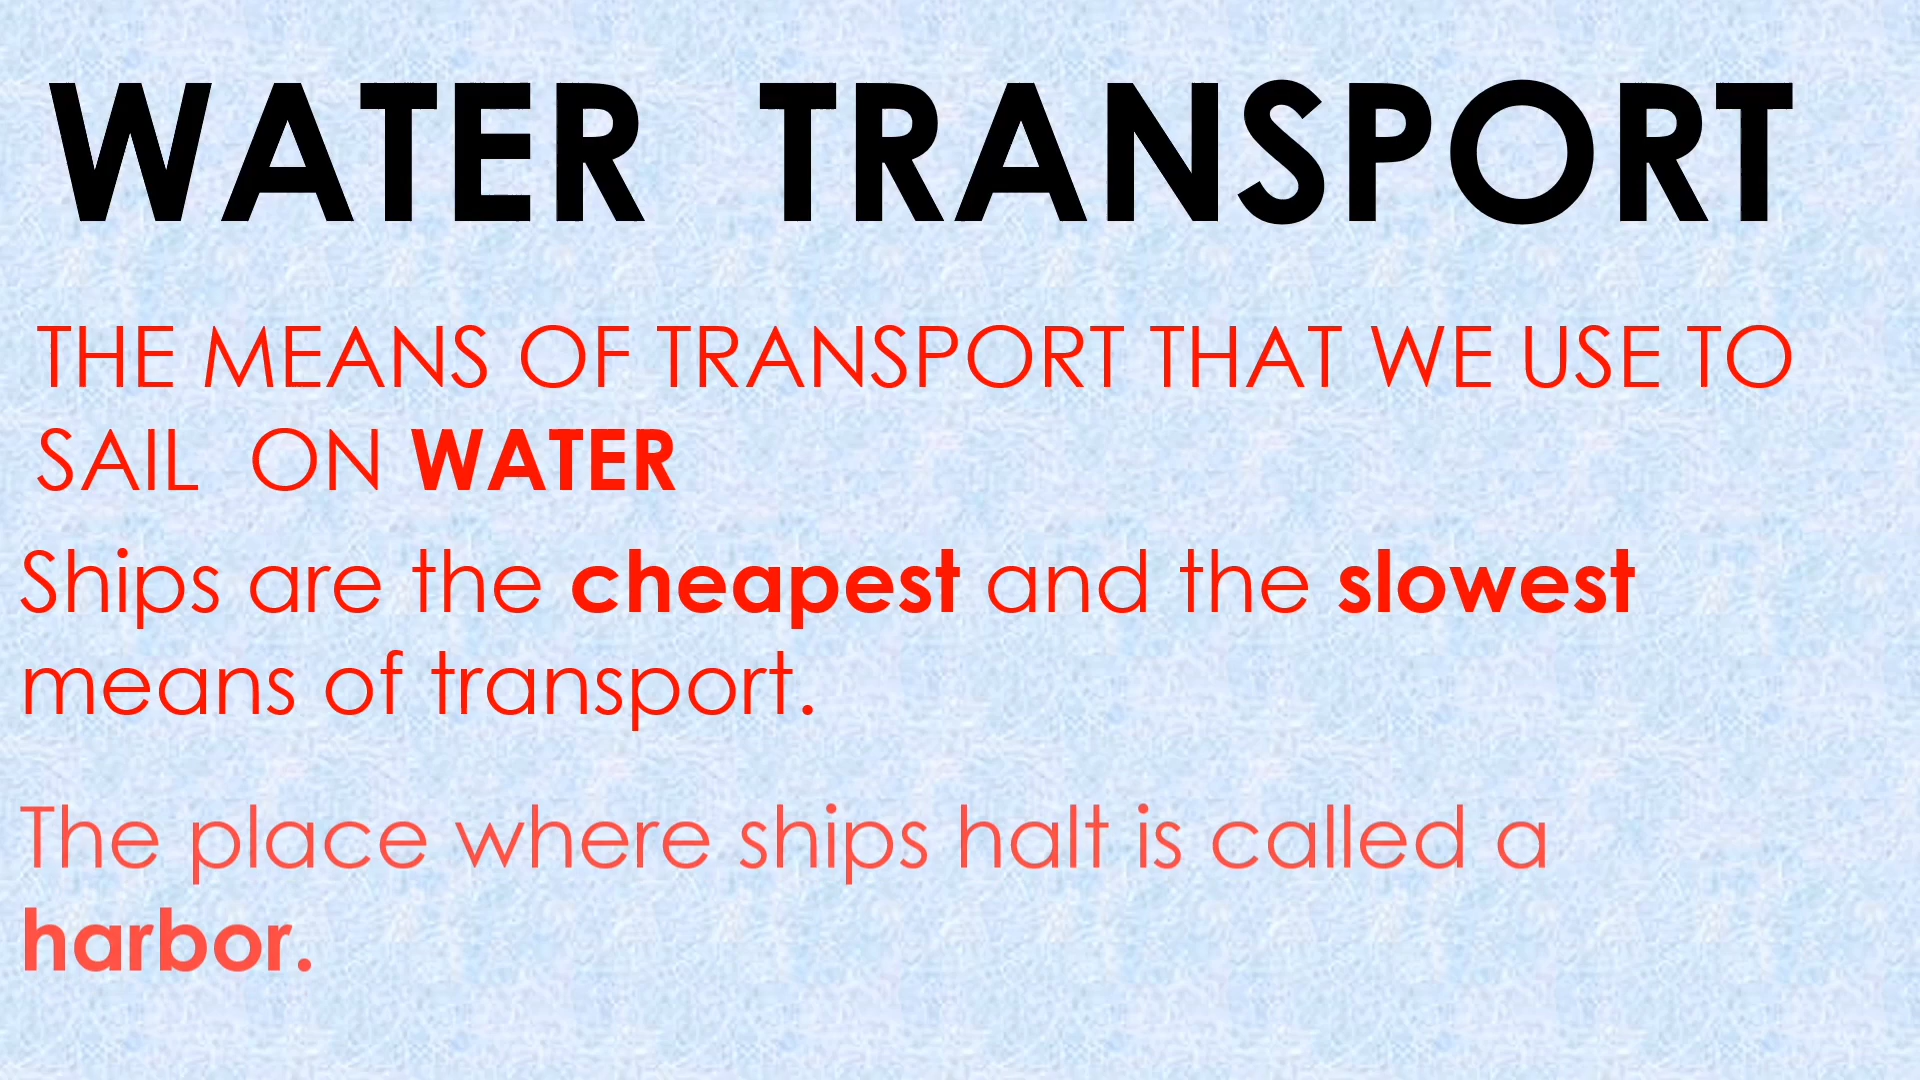 WATER  TRANSPORT
THE MEANS OF TRANSPORT THAT WE USE TO
SAIL  ON WATER
Ships are the cheapest and the slowest
means of transport.
The place where ships halt is called a
harbor.